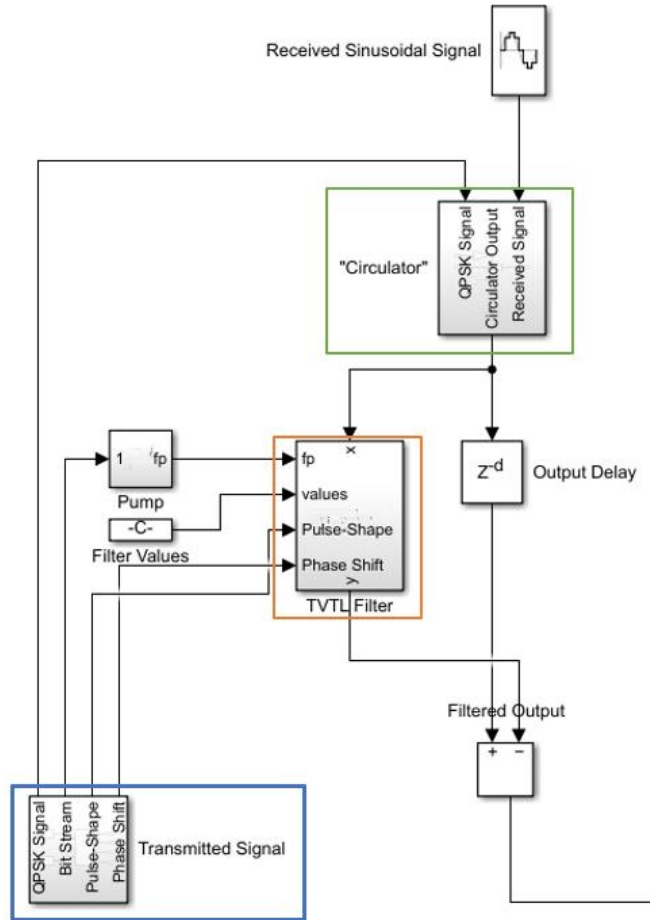 Received Sinusoidal Signal
QPSK Signal
Circulator Output
Received Signal
"Circulator"
1
fp
Pump
-C-
Filter Values
x
fp
values
Pulse-Shape
Phase Shift
y
TVTL Filter
Z-d
Output Delay
Filtered Output
+ −
QPSK Signal
Bit Stream
Pulse-Shape
Phase Shift
Transmitted Signal